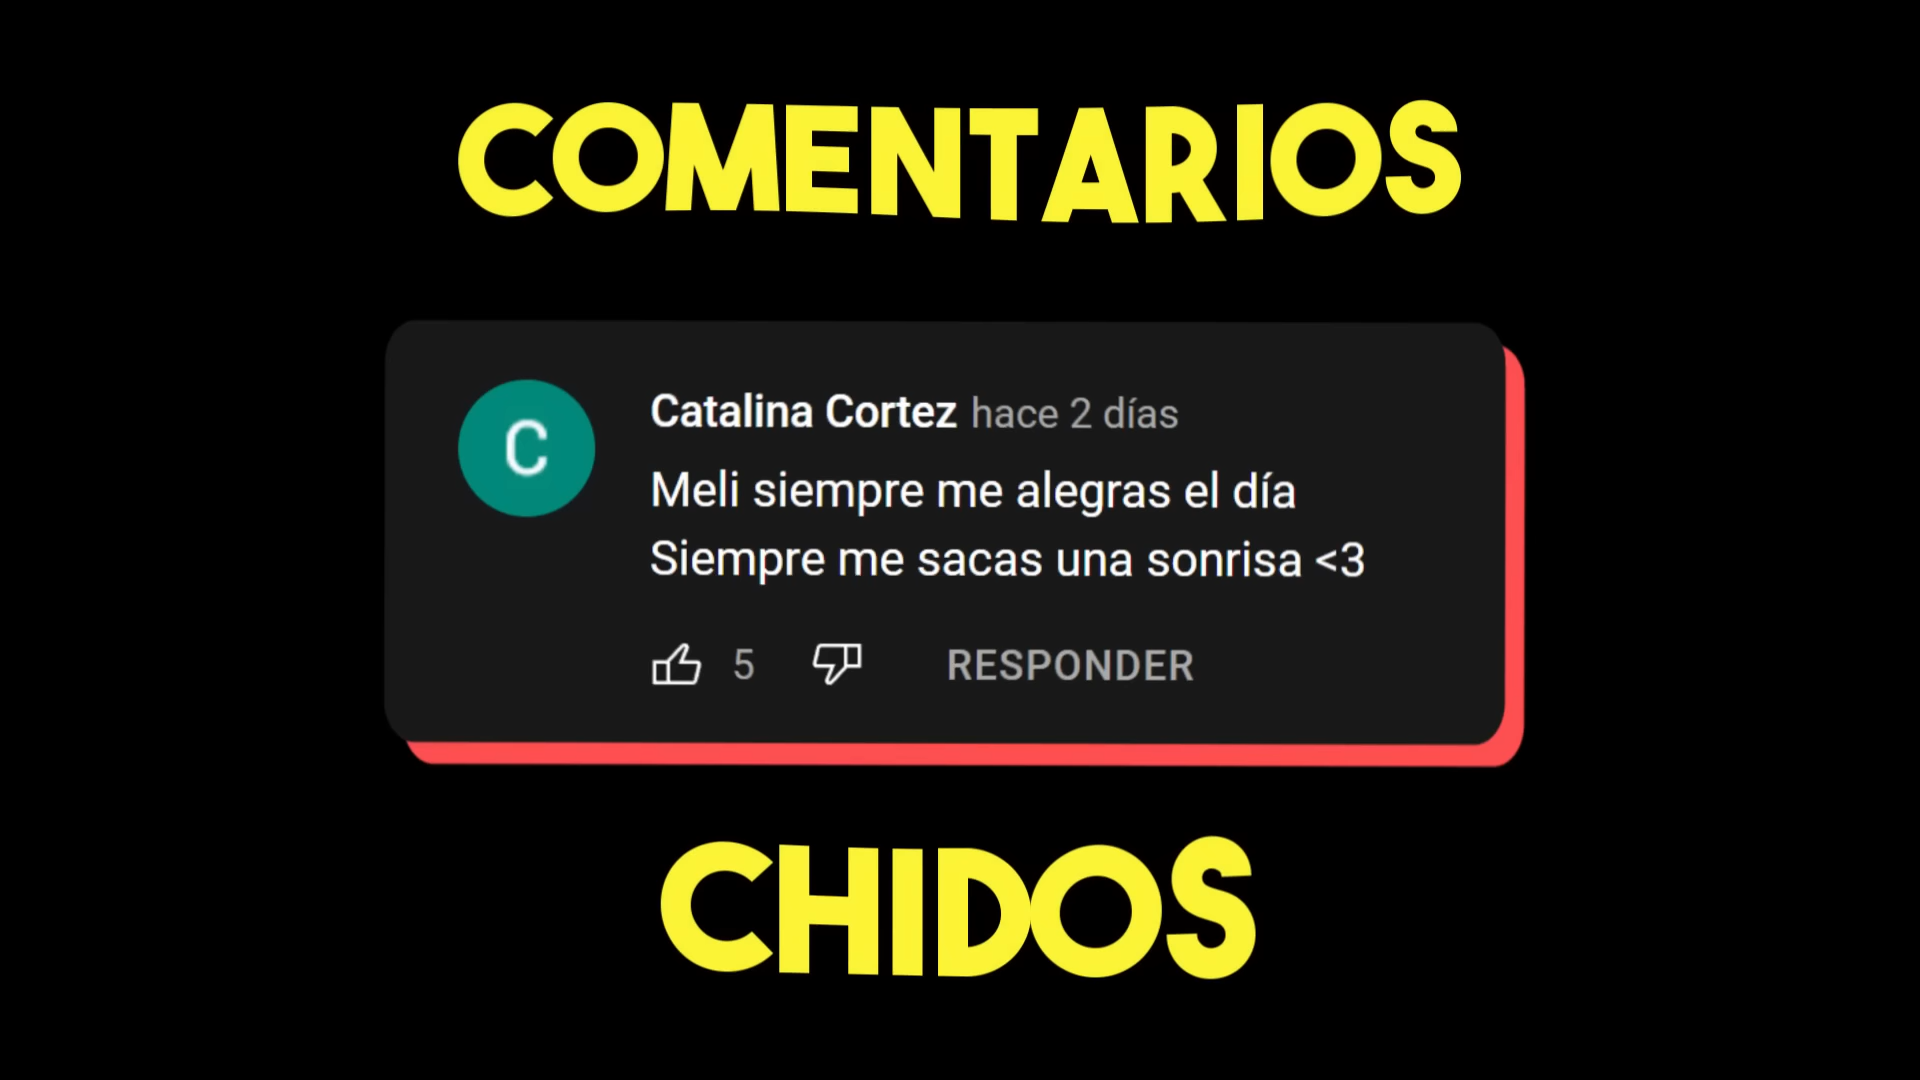 COMENTARIOS
C
Catalina Cortez hace 2 días
Meli siempre me alegras el día
Siempre me sacas una sonrisa <3
5 RESPONDER
CHIDOS